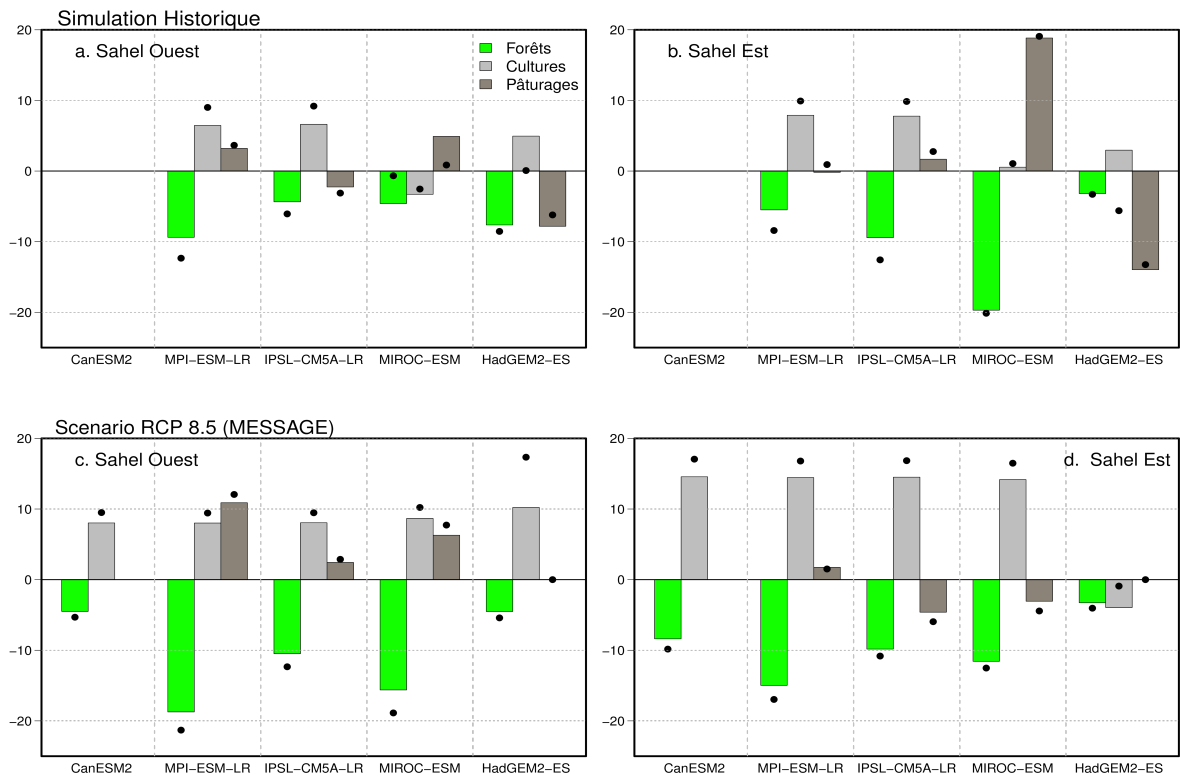 Simulation Historique
a. Sahel Ouest
Forêts
Cultures
Pâturages
20
10
0
−10
−20
CanESM2 MPI−ESM−LR IPSL−CM5A−LR MIROC−ESM HadGEM2−ES
b. Sahel Est
20
10
0
−10
−20
CanESM2 MPI−ESM−LR IPSL−CM5A−LR MIROC−ESM HadGEM2−ES
Scenario RCP 8.5 (MESSAGE)
c. Sahel Ouest
20
10
0
−10
−20
CanESM2 MPI−ESM−LR IPSL−CM5A−LR MIROC−ESM HadGEM2−ES
d. Sahel Est
20
10
0
−10
−20
CanESM2 MPI−ESM−LR IPSL−CM5A−LR MIROC−ESM HadGEM2−ES